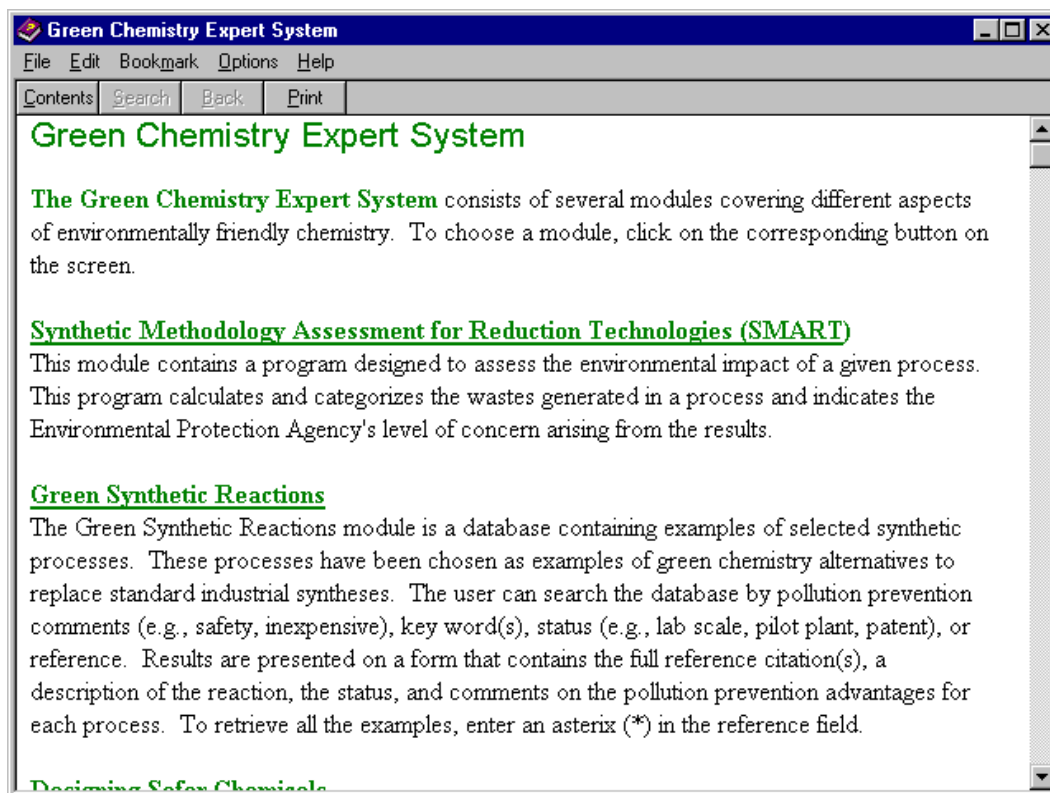 Green Chemistry Expert System
File Edit Bookmark Options Help
Contents Search Back Print
Green Chemistry Expert System
The Green Chemistry Expert System consists of several modules covering different aspects
of environmentally friendly chemistry. To choose a module, click on the corresponding button on
the screen.
Synthetic Methodology Assessment for Reduction Technologies (SMART)
This module contains a program designed to assess the environmental impact of a given process.
This program calculates and categorizes the wastes generated in a process and indicates the
Environmental Protection Agency's level of concern arising from the results.
Green Synthetic Reactions
The Green Synthetic Reactions module is a database containing examples of selected synthetic
processes. These processes have been chosen as examples of green chemistry alternatives to
replace standard industrial syntheses. The user can search the database by pollution prevention
comments (e.g., safety, inexpensive), key word(s), status (e.g., lab scale, pilot plant, patent), or
reference. Results are presented on a form that contains the full reference citation(s), a
description of the reaction, the status, and comments on the pollution prevention advantages for
each process. To retrieve all the examples, enter an asterix (*) in the reference field.
Designing Safer Chemicals